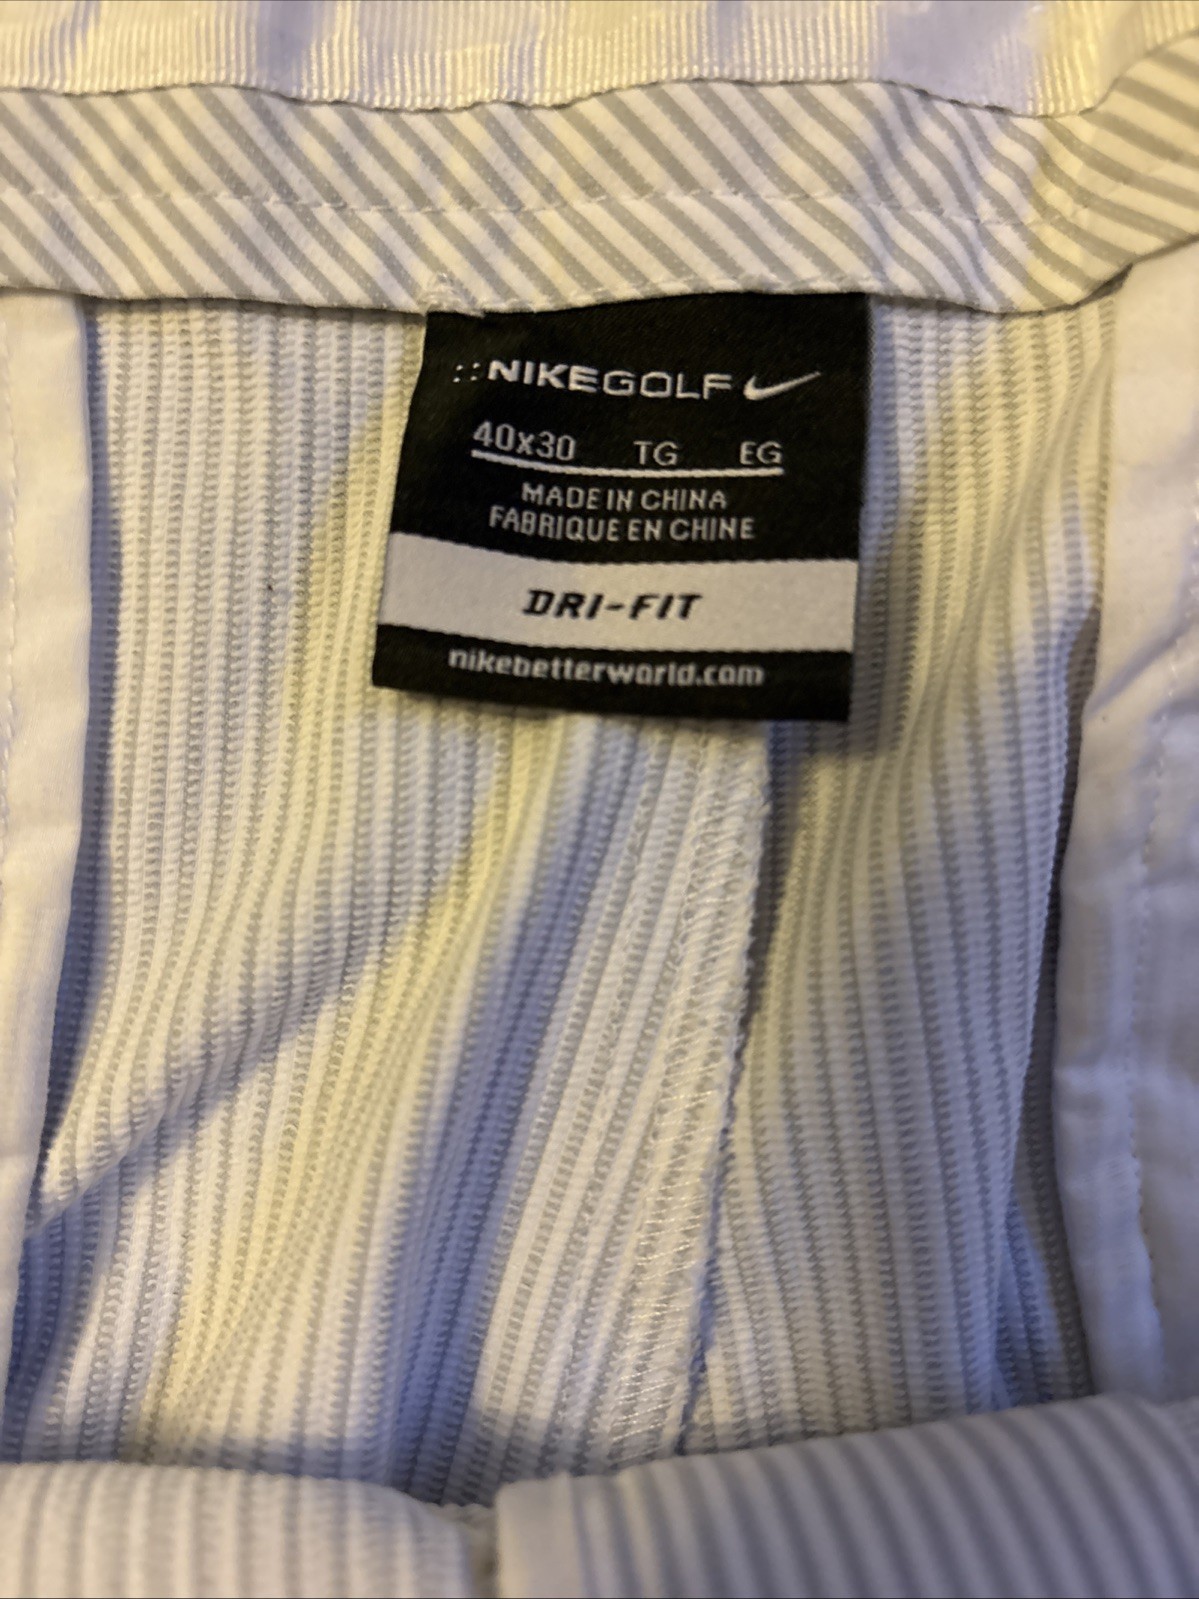 ::NIKEGOLF
40x30 TG EG
MADE IN CHINA
FABRIQUE EN CHINE
DRI-FIT
nikebetterworld.com